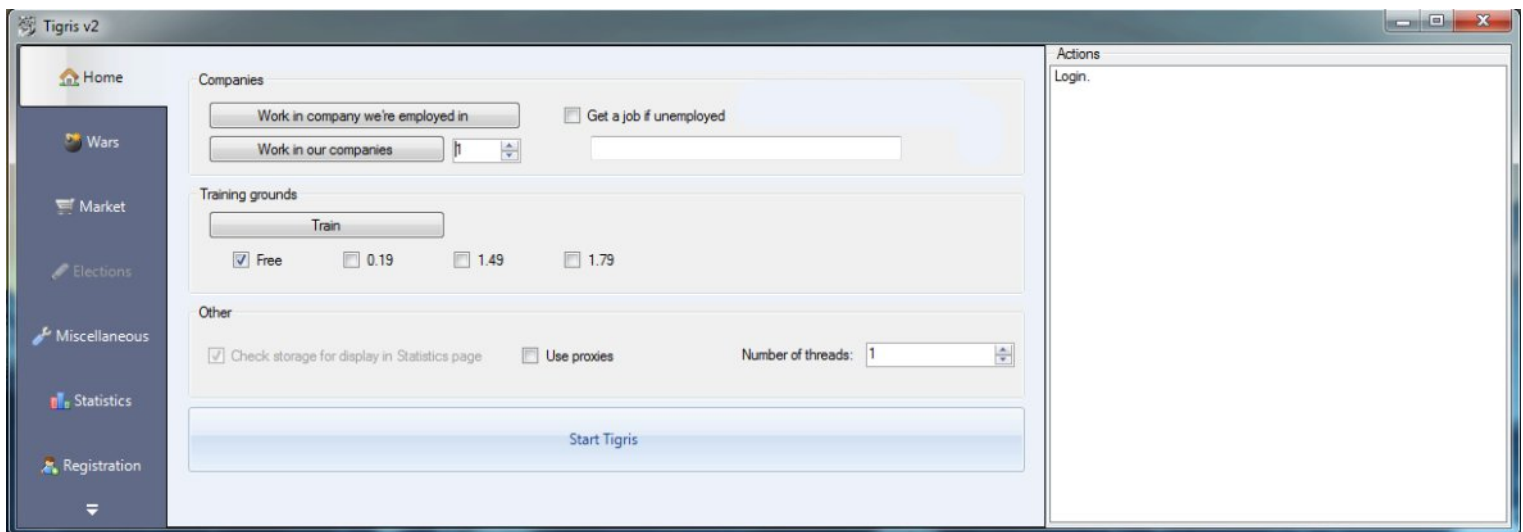 Tigris v2
Home
Wars
Market
Elections
Miscellaneous
Statistics
Registration
Companies
Work in company we're employed in
Get a job if unemployed
Work in our companies 1
Training grounds
Train
Free 0.19 1.49 1.79
Other
Check storage for display in Statistics page Use proxies Number of threads: 1
Start Tigris
Actions
Login.